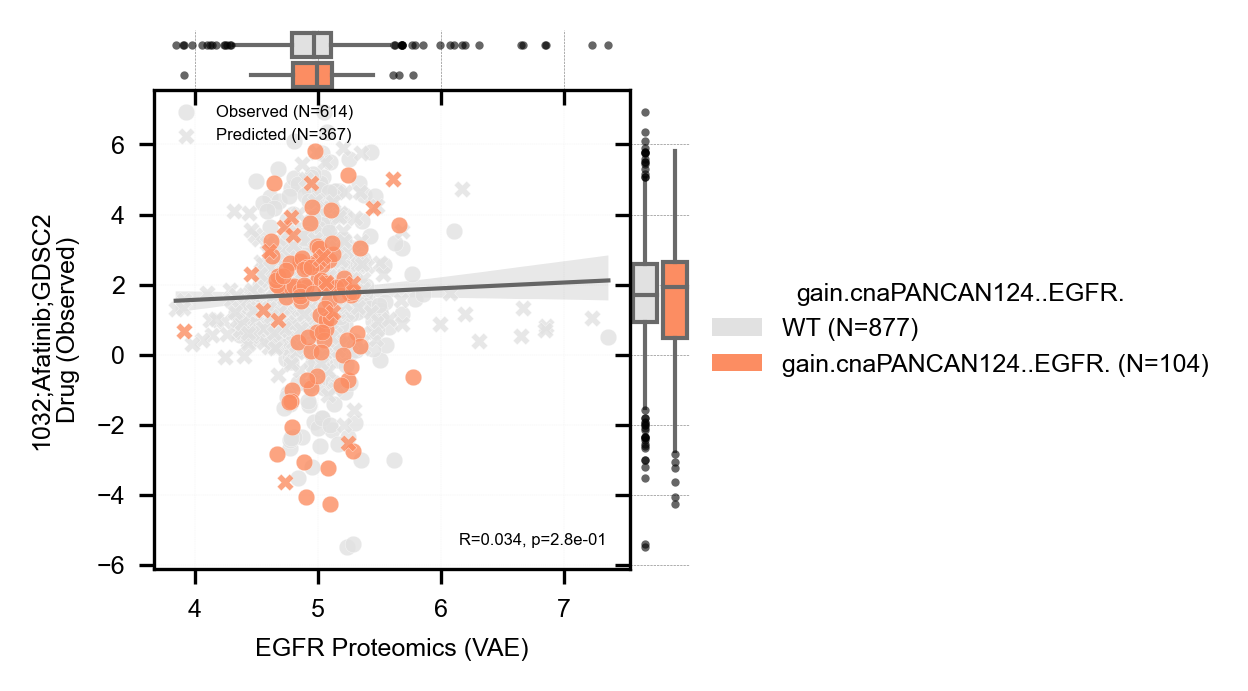 Observed (N=614)
Predicted (N=367)
6
4
2
0
−2
−4
−6
1032;Afatinib;GDSC2
Drug (Observed)
R=0.034, p=2.8e-01
4
5
6
7
EGFR Proteomics (VAE)
gain.cnaPANCAN124..EGFR.
WT (N=877)
gain.cnaPANCAN124..EGFR. (N=104)